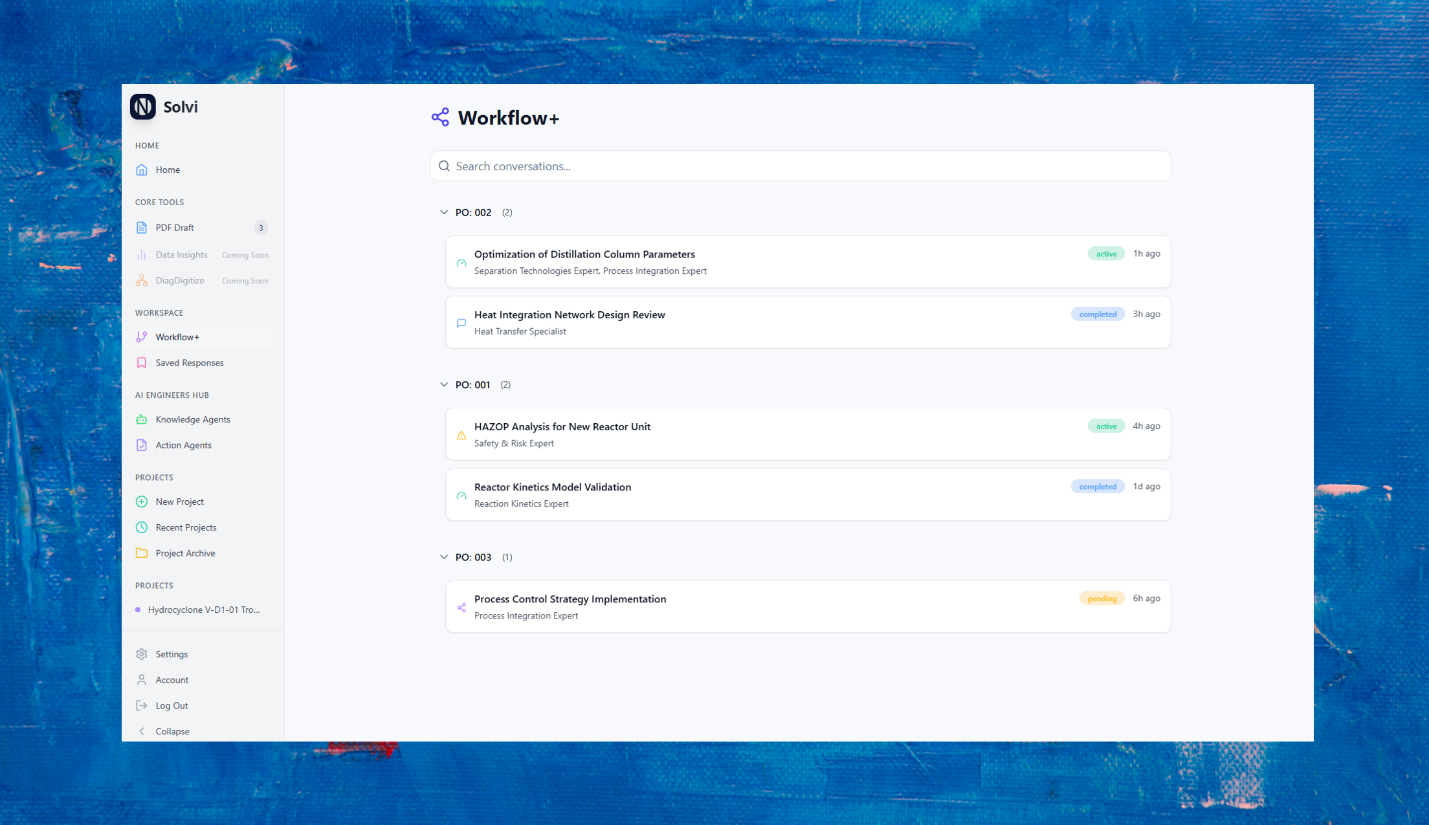 Solvi
HOME
Home
CORE TOOLS
PDF Draft 3
Data Insights Coming Soon
DiagDigitize Coming Soon
WORKSPACE
Workflow+
Saved Responses
AI ENGINEERS HUB
Knowledge Agents
Action Agents
PROJECTS
New Project
Recent Projects
Project Archive
PROJECTS
Hydrocyclone V-D1-01 Tro...
Settings
Account
Log Out
Collapse
Workflow+
Search conversations...
PO: 002 (2)
Optimization of Distillation Column Parameters active 1h ago
Separation Technologies Expert, Process Integration Expert
Heat Integration Network Design Review completed 3h ago
Heat Transfer Specialist
PO: 001 (2)
HAZOP Analysis for New Reactor Unit active 4h ago
Safety & Risk Expert
Reactor Kinetics Model Validation completed 1d ago
Reaction Kinetics Expert
PO: 003 (1)
Process Control Strategy Implementation pending 6h ago
Process Integration Expert